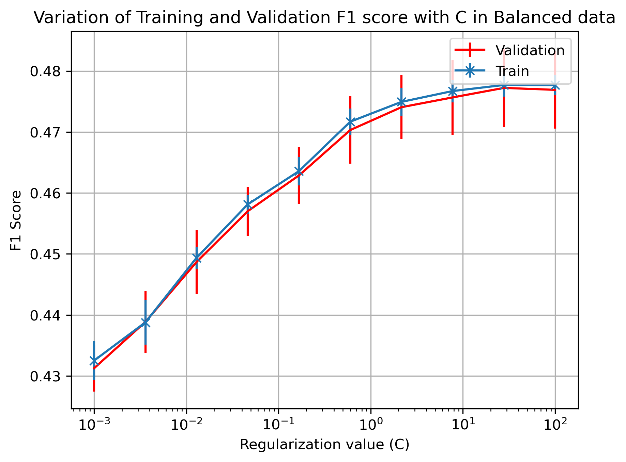 Variation of Training and Validation F1 score with C in Balanced data
Validation
Train
0.48
0.47
0.46
0.45
0.44
0.43
F1 Score
10⁻³
10⁻²
10⁻¹
10⁰
10¹
10²
Regularization value (C)